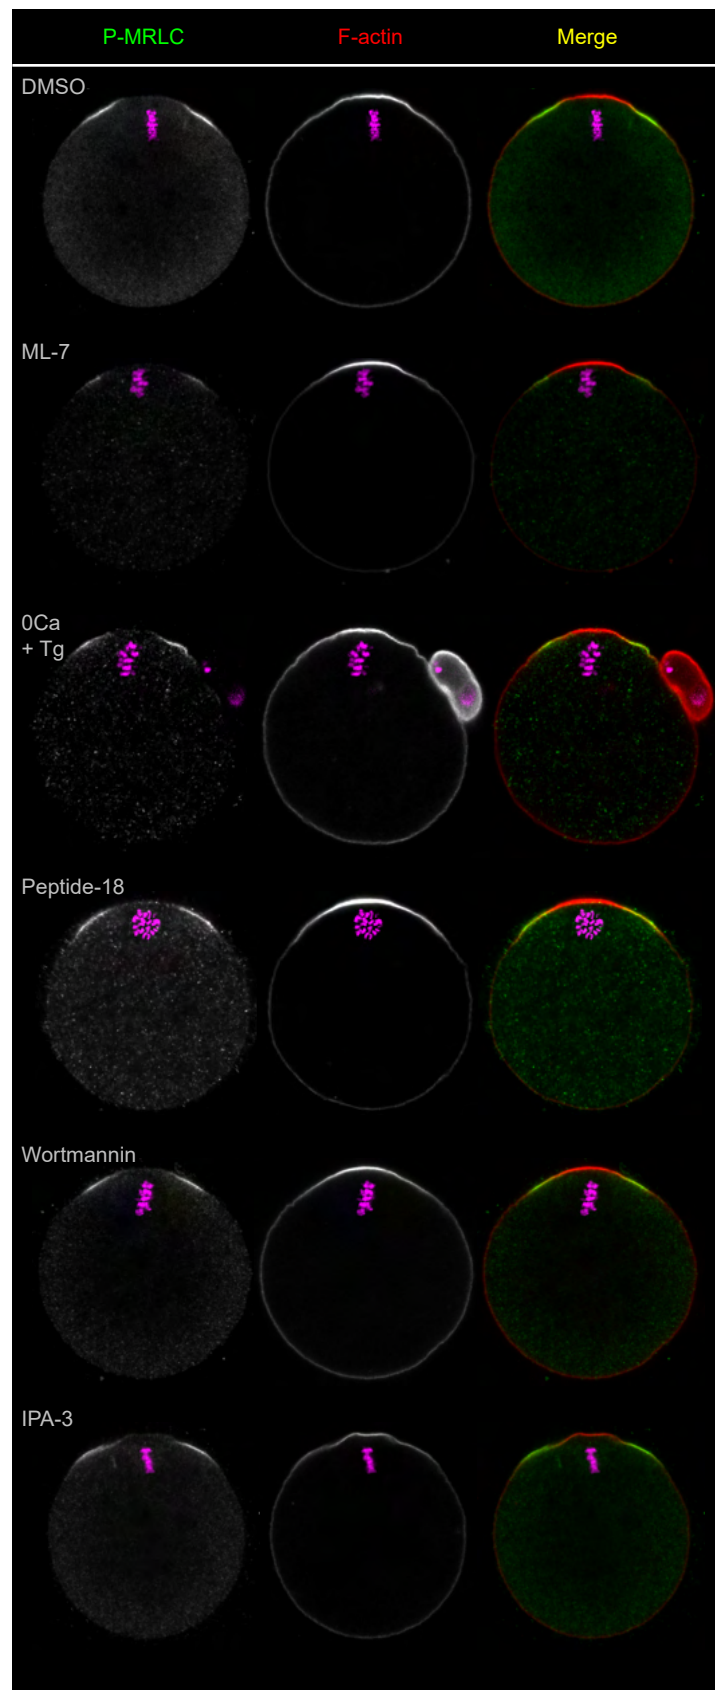 P-MRLC F-actin Merge
DMSO
ML-7
0Ca
+ Tg
Peptide-18
Wortmannin
IPA-3